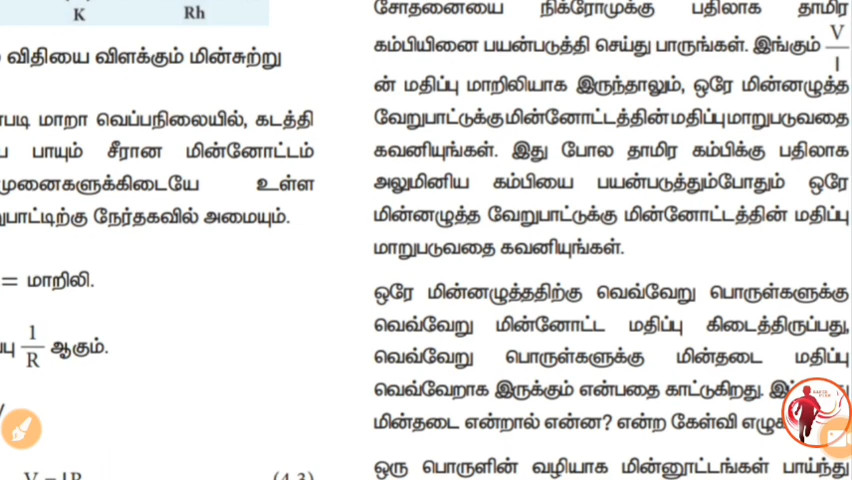 K Rh
விதியை விளக்கும் மின்சுற்று
படி மாறா வெப்பநிலையில், கடத்தி
பாயும் சீரான மின்னோட்டம்
முனைகளுக்கிடையே உள்ள
பாட்டிற்கு நேர்தகவில் அமையும்.
= மாறிலி.
1/R ஆகும்.
V = IR (4.3)
சோதனையை நிக்ரோமுக்கு பதிலாக தாமிர
கம்பியினை பயன்படுத்தி செய்து பாருங்கள். இங்கும் V/I
ன் மதிப்பு மாறிலியாக இருந்தாலும், ஒரே மின்னழுத்த
வேறுபாட்டுக்கு மின்னோட்டத்தின் மதிப்பு மாறுபடுவதை
கவனியுங்கள். இது போல தாமிர கம்பிக்கு பதிலாக
அலுமினிய கம்பியை பயன்படுத்தும்போதும் ஒரே
மின்னழுத்த வேறுபாட்டுக்கு மின்னோட்டத்தின் மதிப்பு
மாறுபடுவதை கவனியுங்கள்.
ஒரே மின்னழுத்ததிற்கு வெவ்வேறு பொருள்களுக்கு
வெவ்வேறு மின்னோட்ட மதிப்பு கிடைத்திருப்பது,
வெவ்வேறு பொருள்களுக்கு மின்தடை மதிப்பு
வெவ்வேறாக இருக்கும் என்பதை காட்டுகிறது.
மின்தடை என்றால் என்ன? என்ற கேள்வி
ஒரு பொருளின் வழியாக மின்னூட்டங்கள் பாய்ந்து